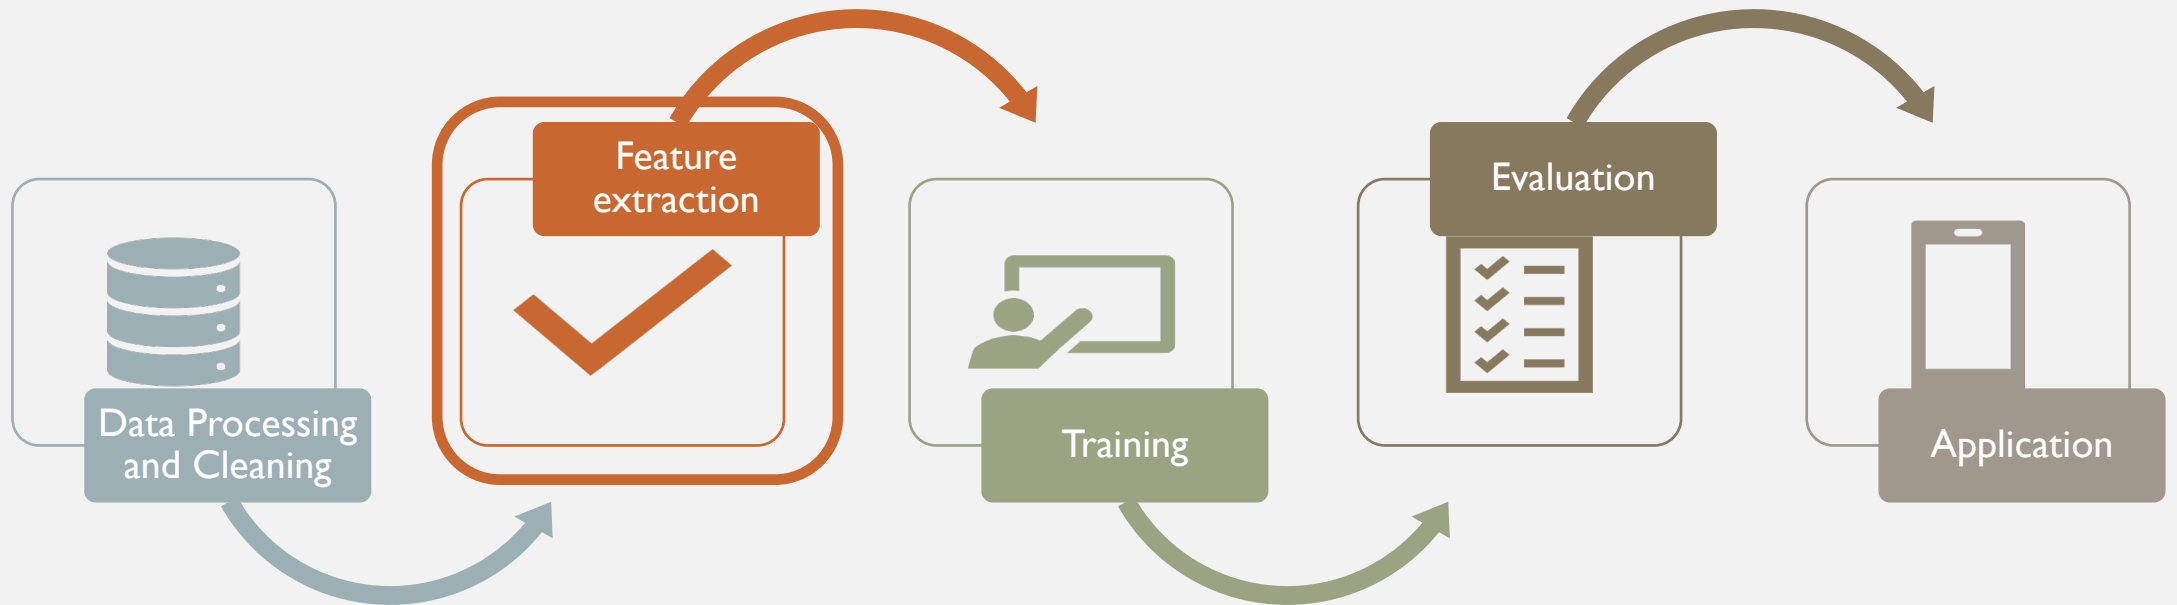 Data Processing
and Cleaning
Feature
extraction
Training
Evaluation
Application